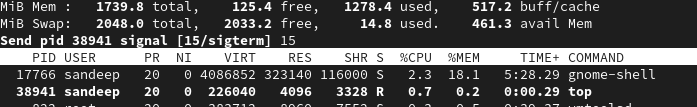 MiB Mem : 1739.8 total, 125.4 free, 1278.4 used, 517.2 buff/cache
MiB Swap: 2048.0 total, 2033.2 free, 14.8 used. 461.3 avail Mem
Send pid 38941 signal [15/sigterm] 15
PID USER PR NI VIRT RES SHR S %CPU %MEM TIME+ COMMAND
17766 sandeep 20 0 4086852 323140 116000 S 2.3 18.1 5:28.29 gnome-shell
38941 sandeep 20 0 226040 4096 3328 R 0.7 0.2 0:00.29 top